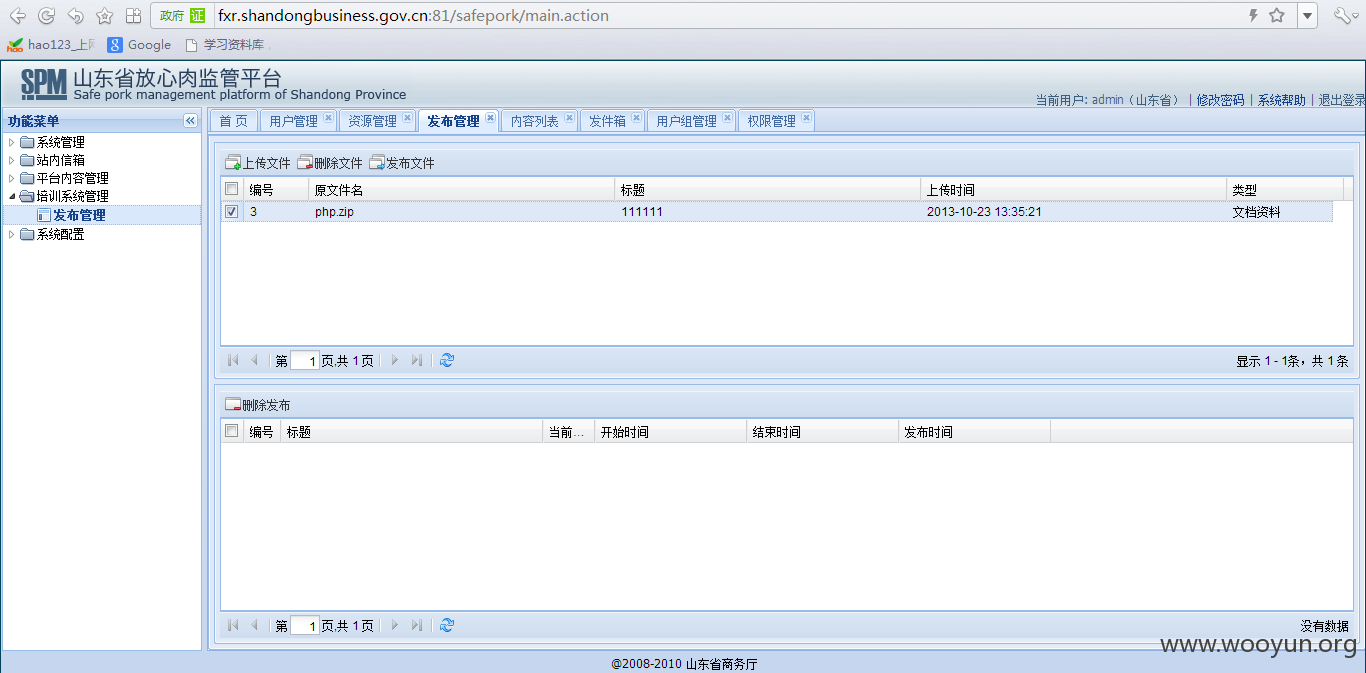 政府 证 fxr.shandongbusiness.gov.cn:81/safepork/main.action
hao123_上网 Google 学习资料库
SPM 山东省放心肉监管平台
Safe pork management platform of Shandong Province
当前用户: admin（山东省） | 修改密码 | 系统帮助 | 退出登录
功能菜单
首 页 用户管理 资源管理 发布管理 内容列表 发件箱 用户组管理 权限管理
系统管理
站内信箱
平台内容管理
培训系统管理
发布管理
系统配置
上传文件 删除文件 发布文件
编号 原文件名 标题 上传时间 类型
3 php.zip 111111 2013-10-23 13:35:21 文档资料
第 1 页,共 1 页 显示 1 - 1条，共 1 条
删除发布
编号 标题 当前... 开始时间 结束时间 发布时间
第 1 页,共 1 页 没有数据
www.wooyun.org
@2008-2010 山东省商务厅